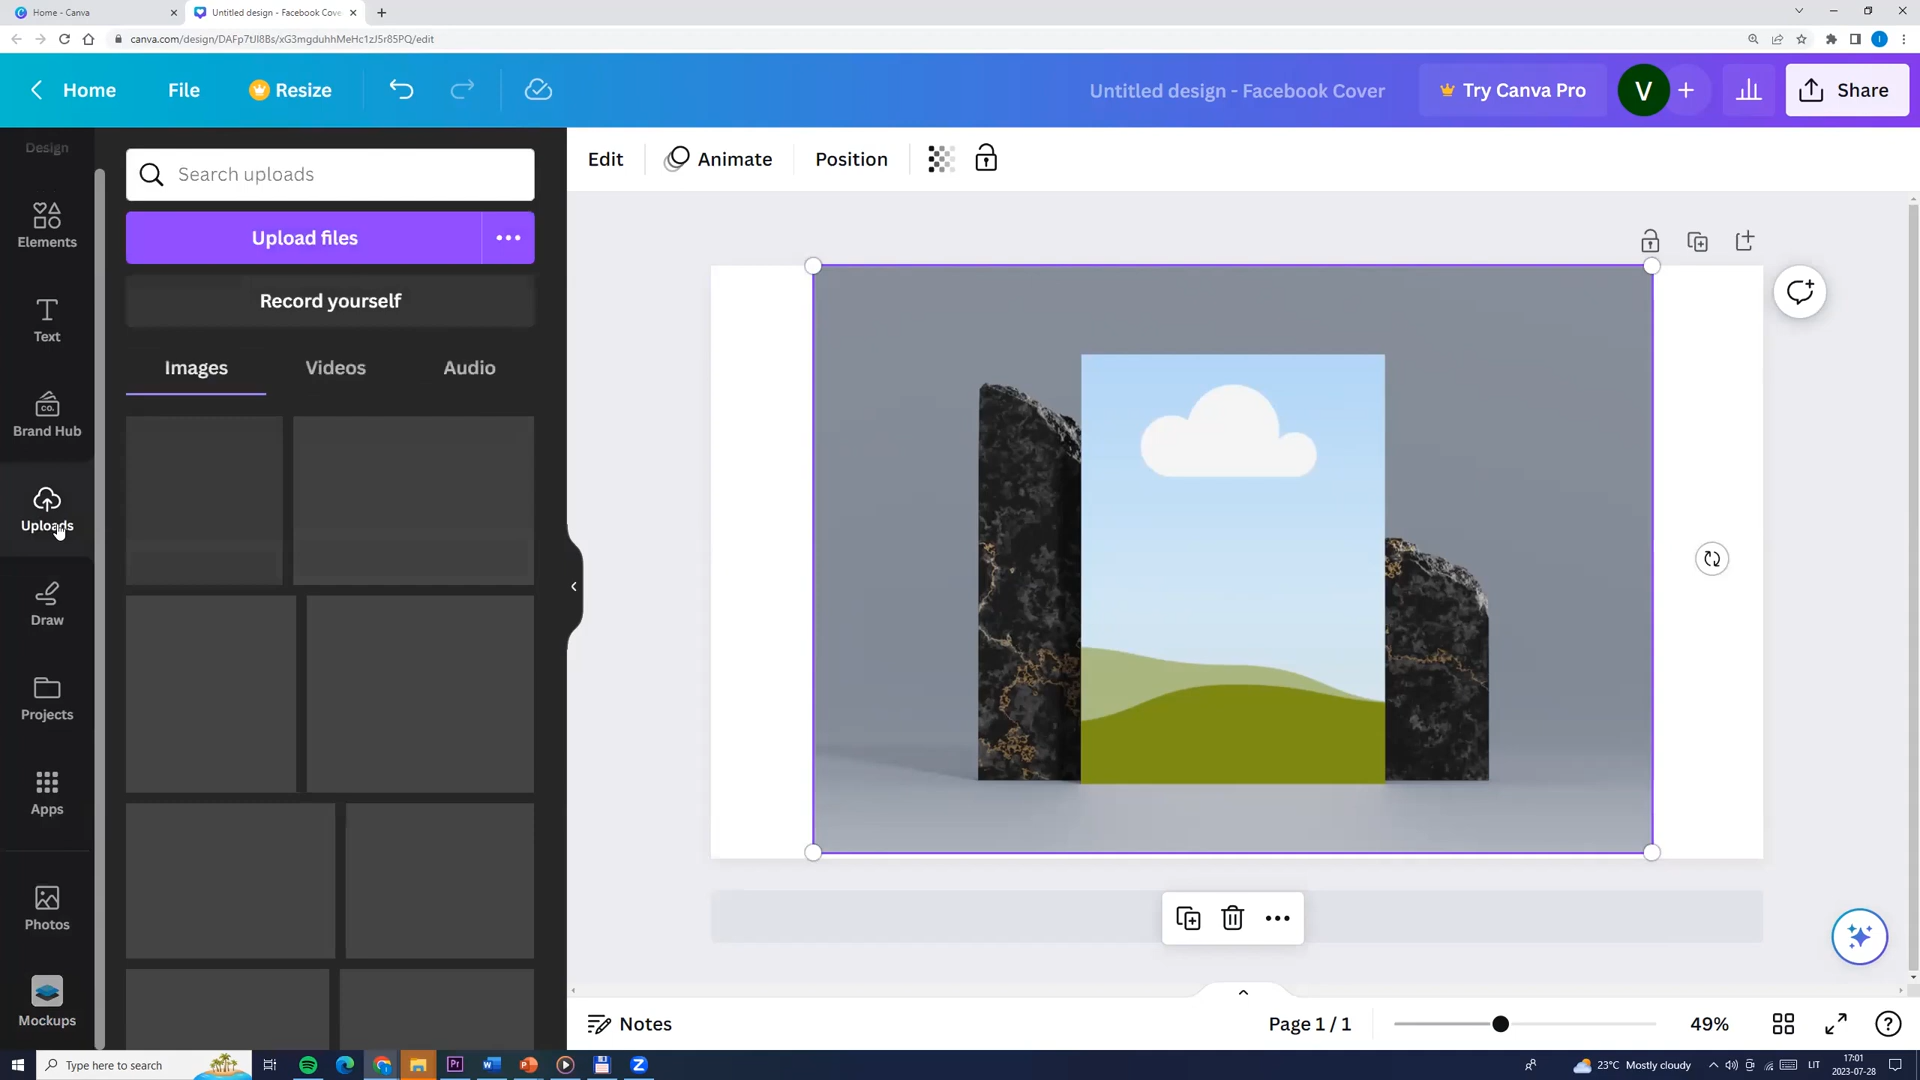 Home - Canva
Untitled design - Facebook Cove
canva.com/design/DAFp7tJl8Bs/xG3mgduhhMeHc1zJ5r85PQ/edit
Home
File
Resize
Untitled design - Facebook Cover
Try Canva Pro
V
Share
Design
Elements
Text
CO.
Brand Hub
Uploads
Draw
Projects
Apps
Photos
Mockups
Search uploads
Upload files
Record yourself
Images
Videos
Audio
Edit
Animate
Position
Notes
Page 1 / 1
49%
Type here to search
23°C Mostly cloudy
LIT
17:01
2023-07-28